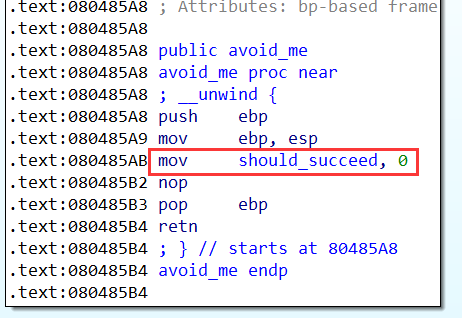 .text:080485A8 ; Attributes: bp-based frame
.text:080485A8
.text:080485A8 public avoid_me
.text:080485A8 avoid_me proc near
.text:080485A8 ; __unwind {
.text:080485A8 push ebp
.text:080485A9 mov ebp, esp
.text:080485AB mov should_succeed, 0
.text:080485B2 nop
.text:080485B3 pop ebp
.text:080485B4 retn
.text:080485B4 ; } // starts at 80485A8
.text:080485B4 avoid_me endp
.text:080485B4